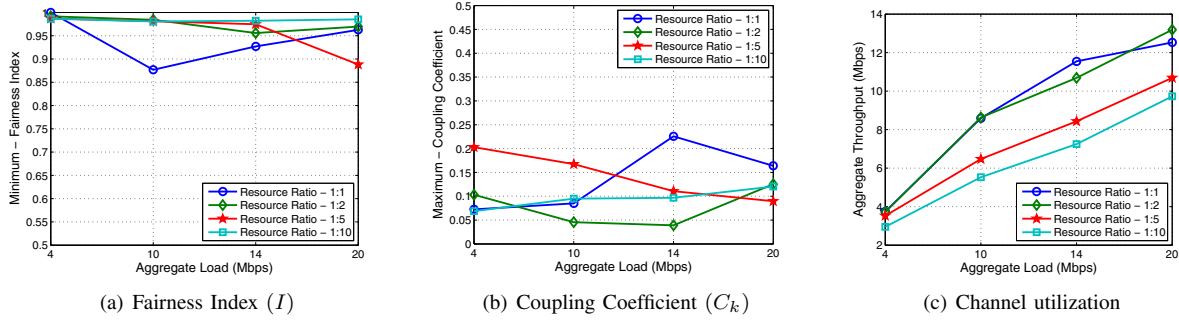 1
0.95
0.9
0.85
0.8
0.75
0.7
0.65
0.6
0.55
0.5
4
10
14
20
Minimum − Fairness Index
Aggregate Load (Mbps)
Resource Ratio − 1:1
Resource Ratio − 1:2
Resource Ratio − 1:5
Resource Ratio − 1:10
(a) Fairness Index (I)
0.5
0.45
0.4
0.35
0.3
0.25
0.2
0.15
0.1
0.05
0
4
10
14
20
Maximum − Coupling Coefficient
Aggregate Load (Mbps)
Resource Ratio − 1:1
Resource Ratio − 1:2
Resource Ratio − 1:5
Resource Ratio − 1:10
(b) Coupling Coefficient (Ck)
14
12
10
8
6
4
2
4
10
14
20
Aggregate Throughput (Mbps)
Aggregate Load (Mbps)
Resource Ratio − 1:1
Resource Ratio − 1:2
Resource Ratio − 1:5
Resource Ratio − 1:10
(c) Channel utilization